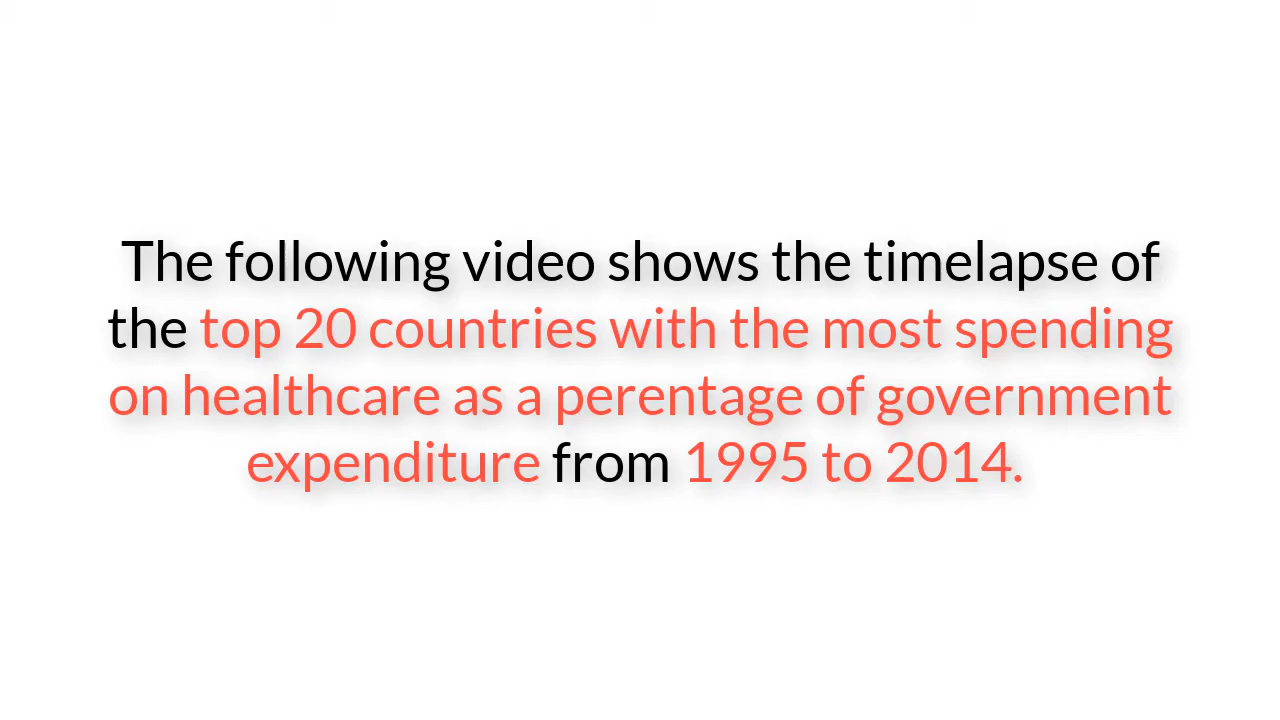 The following video shows the timelapse of
the top 20 countries with the most spending
on healthcare as a perentage of government
expenditure from 1995 to 2014.